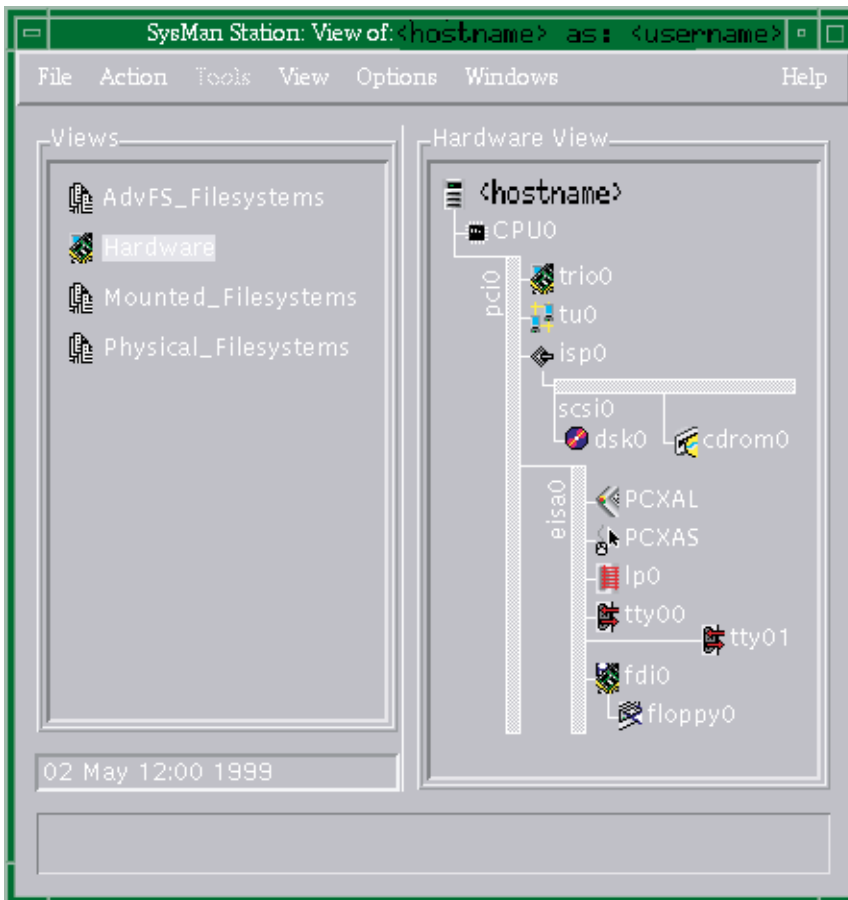 SysMan Station: View of:<hostname> as: <username>
File Action Tools View Options Windows Help
Views
AdvFS_Filesystems
Hardware
Mounted_Filesystems
Physical_Filesystems
02 May 12:00 1999
Hardware View
<hostname>
CPU0
pci0
trio0
tu0
isp0
scsi0
dsk0 cdrom0
eisa0
PCXAL
PCXAS
lp0
tty00
tty01
fdi0
floppy0